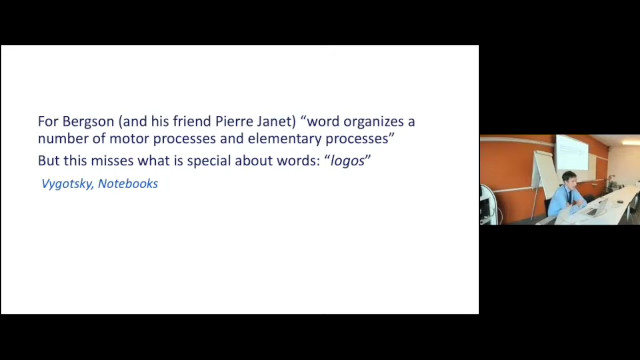 For Bergson (and his friend Pierre Janet) “word organizes a
number of motor processes and elementary processes”
But this misses what is special about words: “logos”
Vygotsky, Notebooks